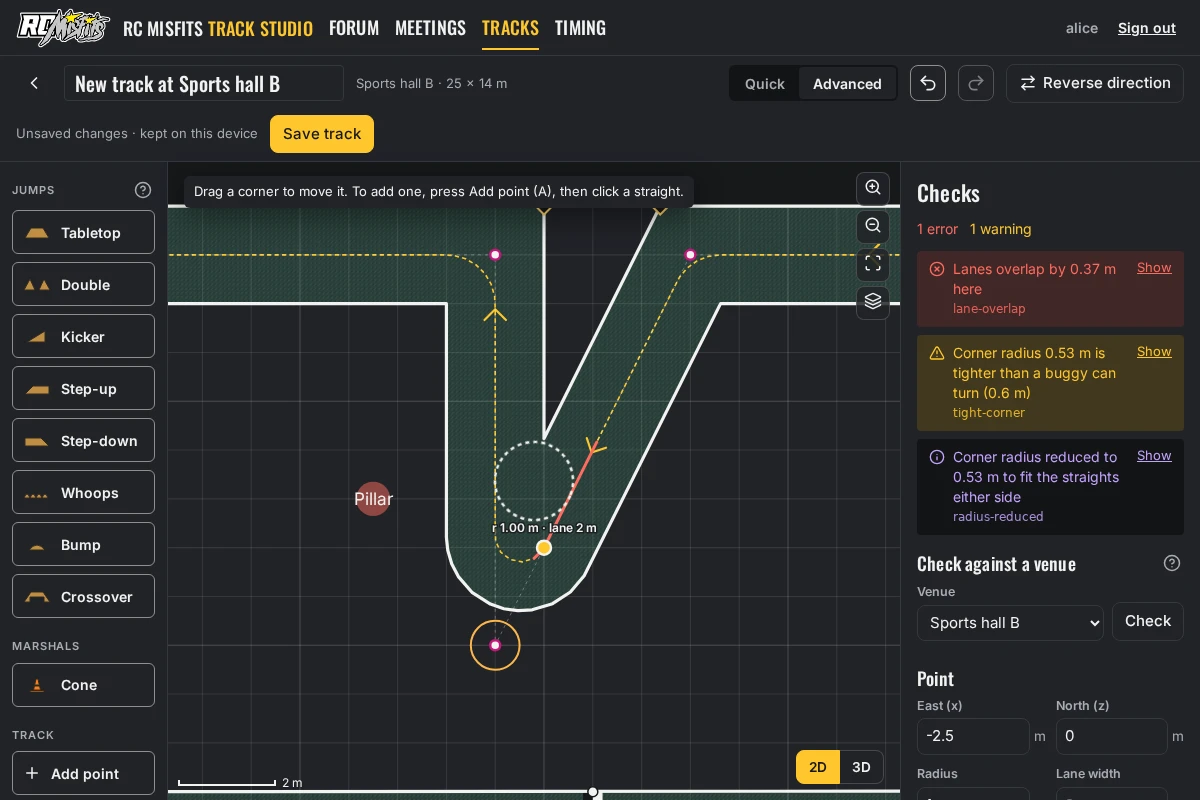 RC Misfits RC MISFITS TRACK STUDIO FORUM MEETINGS TRACKS TIMING alice Sign out
New track at Sports hall B Sports hall B · 25 × 14 m Quick Advanced Reverse direction
Unsaved changes · kept on this device Save track
JUMPS
Tabletop
Double
Kicker
Step-up
Step-down
Whoops
Bump
Crossover
MARSHALS
Cone
TRACK
Add point
Drag a corner to move it. To add one, press Add point (A), then click a straight.
Pillar
r 1.00 m · lane 2 m
2 m
2D 3D
Checks
1 error 1 warning
Lanes overlap by 0.37 m Show
here
lane-overlap
Corner radius 0.53 m is Show
tighter than a buggy can
turn (0.6 m)
tight-corner
Corner radius reduced to Show
0.53 m to fit the straights
either side
radius-reduced
Check against a venue
Venue
Sports hall B Check
Point
East (x) North (z)
-2.5 m 0 m
Radius Lane width